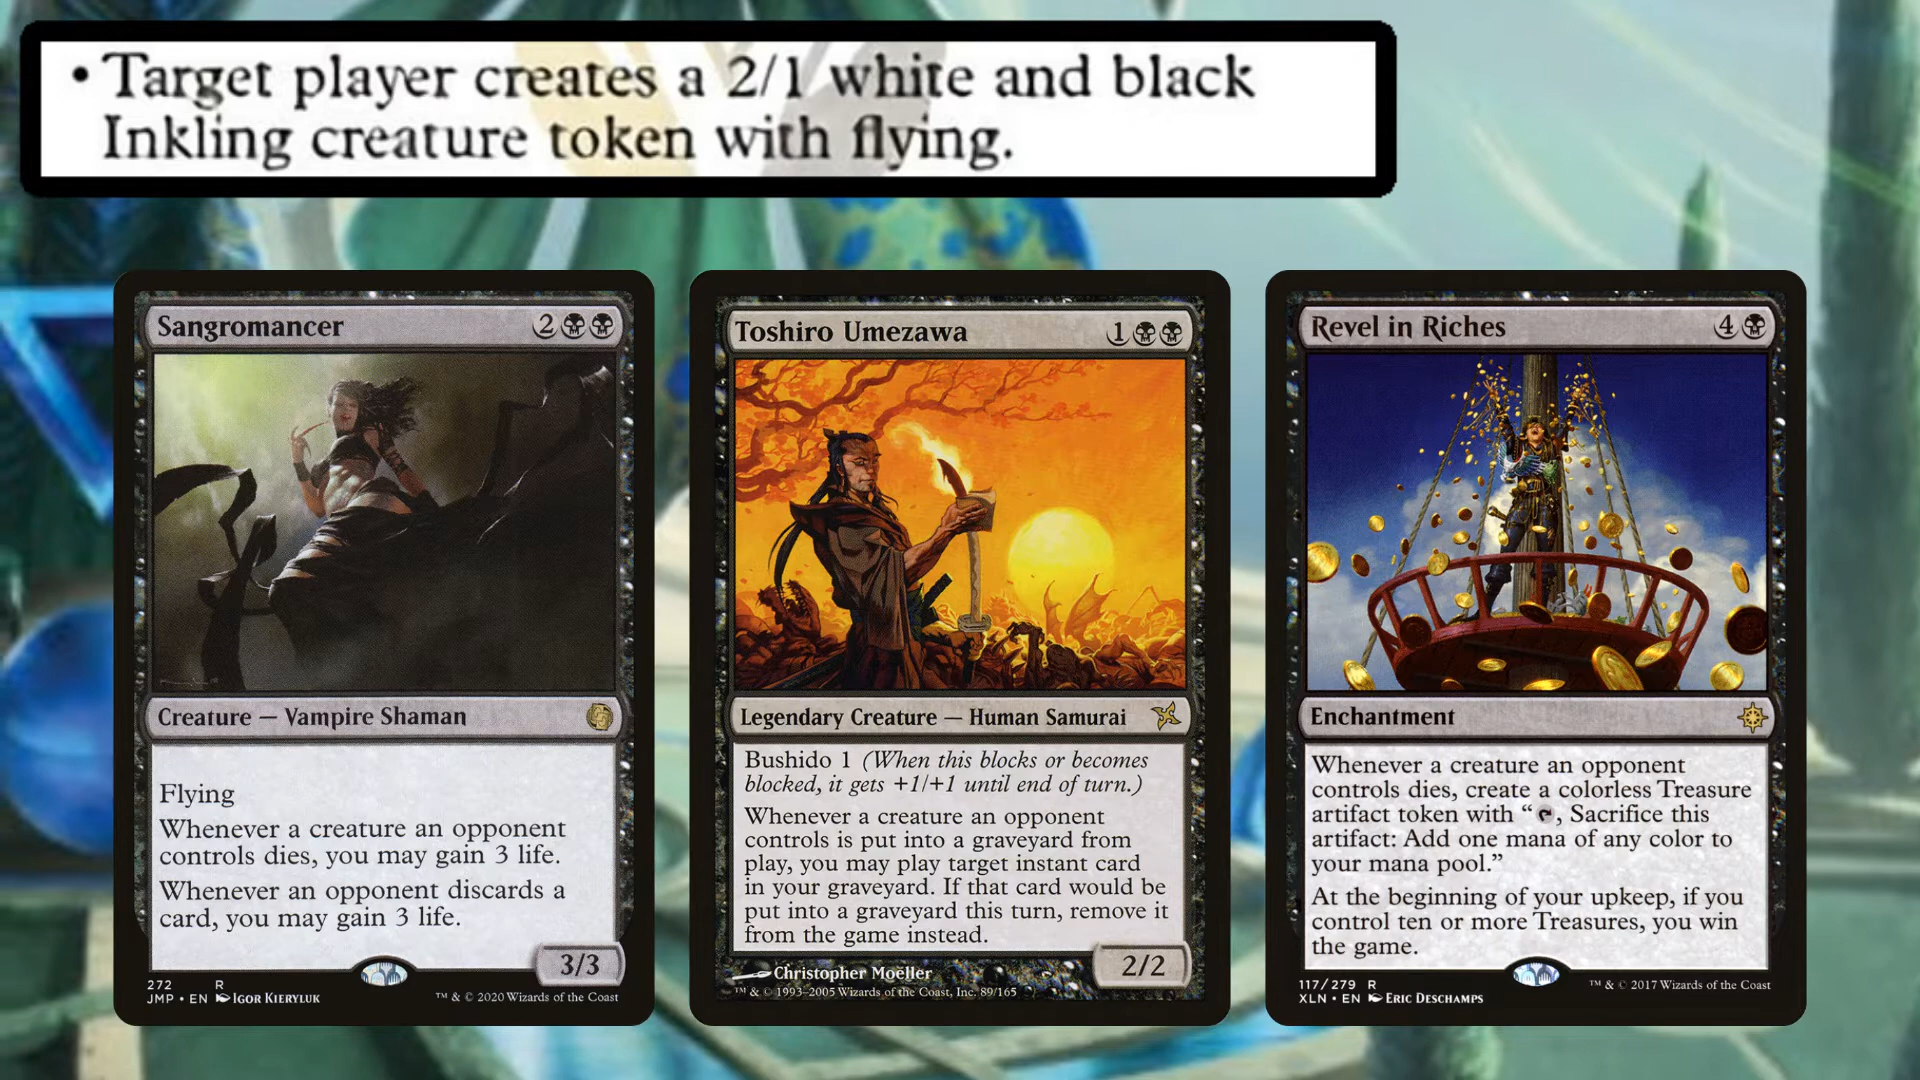 • Target player creates a 2/1 white and black
Inkling creature token with flying.
Sangromancer 2
Creature — Vampire Shaman
Flying
Whenever a creature an opponent
controls dies, you may gain 3 life.
Whenever an opponent discards a
card, you may gain 3 life.
3/3
272 R
JMP • EN Igor Kieryluk
™ & © 2020 Wizards of the Coast
Toshiro Umezawa 1
Legendary Creature — Human Samurai
Bushido 1 (When this blocks or becomes
blocked, it gets +1/+1 until end of turn.)
Whenever a creature an opponent
controls is put into a graveyard from
play, you may play target instant card
in your graveyard. If that card would be
put into a graveyard this turn, remove it
from the game instead.
2/2
Christopher Moeller
™ & © 1993–2005 Wizards of the Coast, Inc. 89/165
Revel in Riches 4
Enchantment
Whenever a creature an opponent
controls dies, create a colorless Treasure
artifact token with “, Sacrifice this
artifact: Add one mana of any color to
your mana pool.”
At the beginning of your upkeep, if you
control ten or more Treasures, you win
the game.
117/279 R
XLN • EN Eric Deschamps
™ & © 2017 Wizards of the Coast